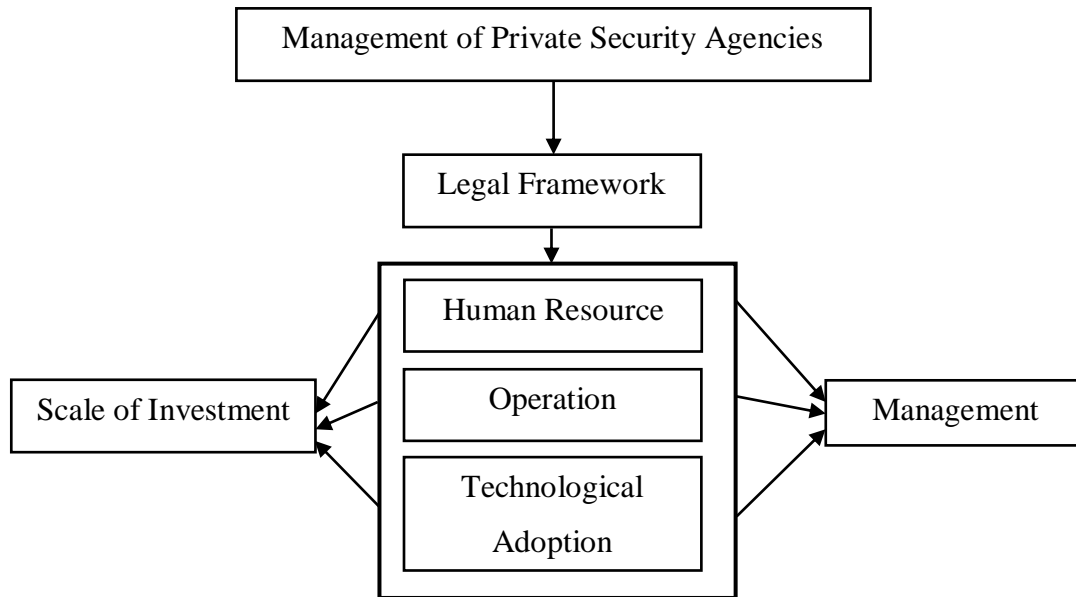 Management of Private Security Agencies
Legal Framework
Human Resource
Scale of Investment
Operation
Management
Technological
Adoption